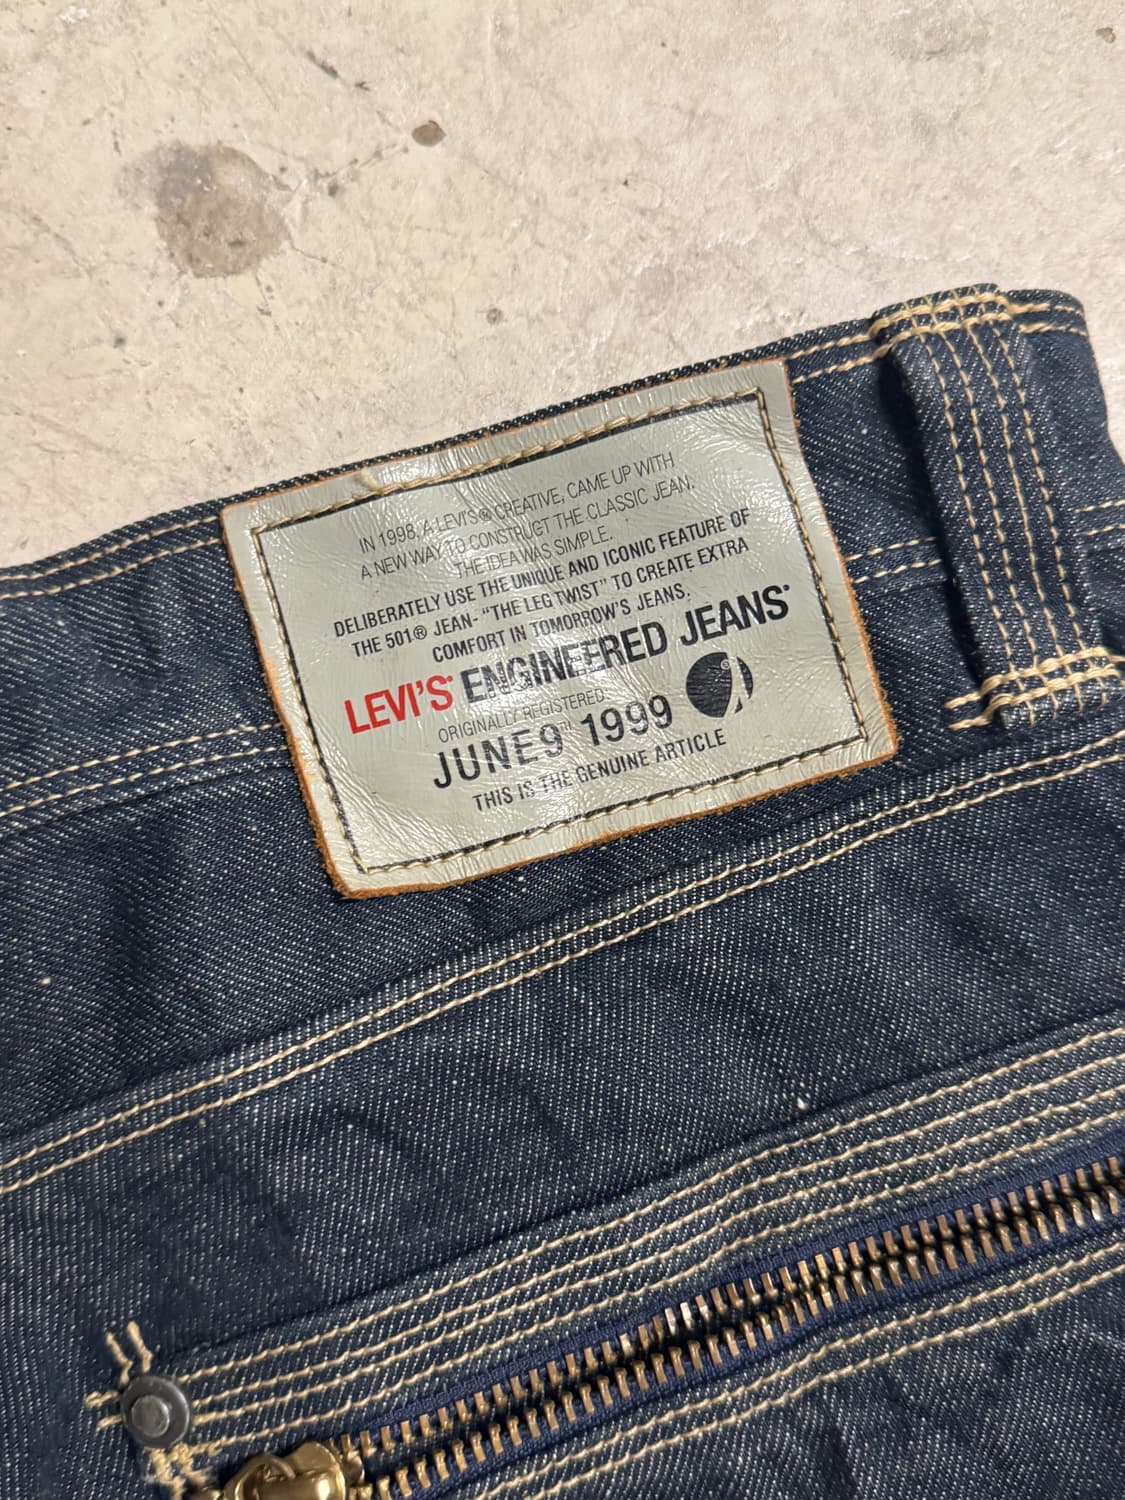 IN 1998, A LEVI'S® CREATIVE, CAME UP WITH
A NEW WAY TO CONSTRUCT THE CLASSIC JEAN.
THE IDEA WAS SIMPLE.
DELIBERATELY USE THE UNIQUE AND ICONIC FEATURE OF
THE 501® JEAN- "THE LEG TWIST" TO CREATE EXTRA
COMFORT IN TOMORROW'S JEANS.
LEVI'S® ENGINEERED JEANS®
ORIGINALLY REGISTERED
JUNE 9TH 1999
THIS IS THE GENUINE ARTICLE